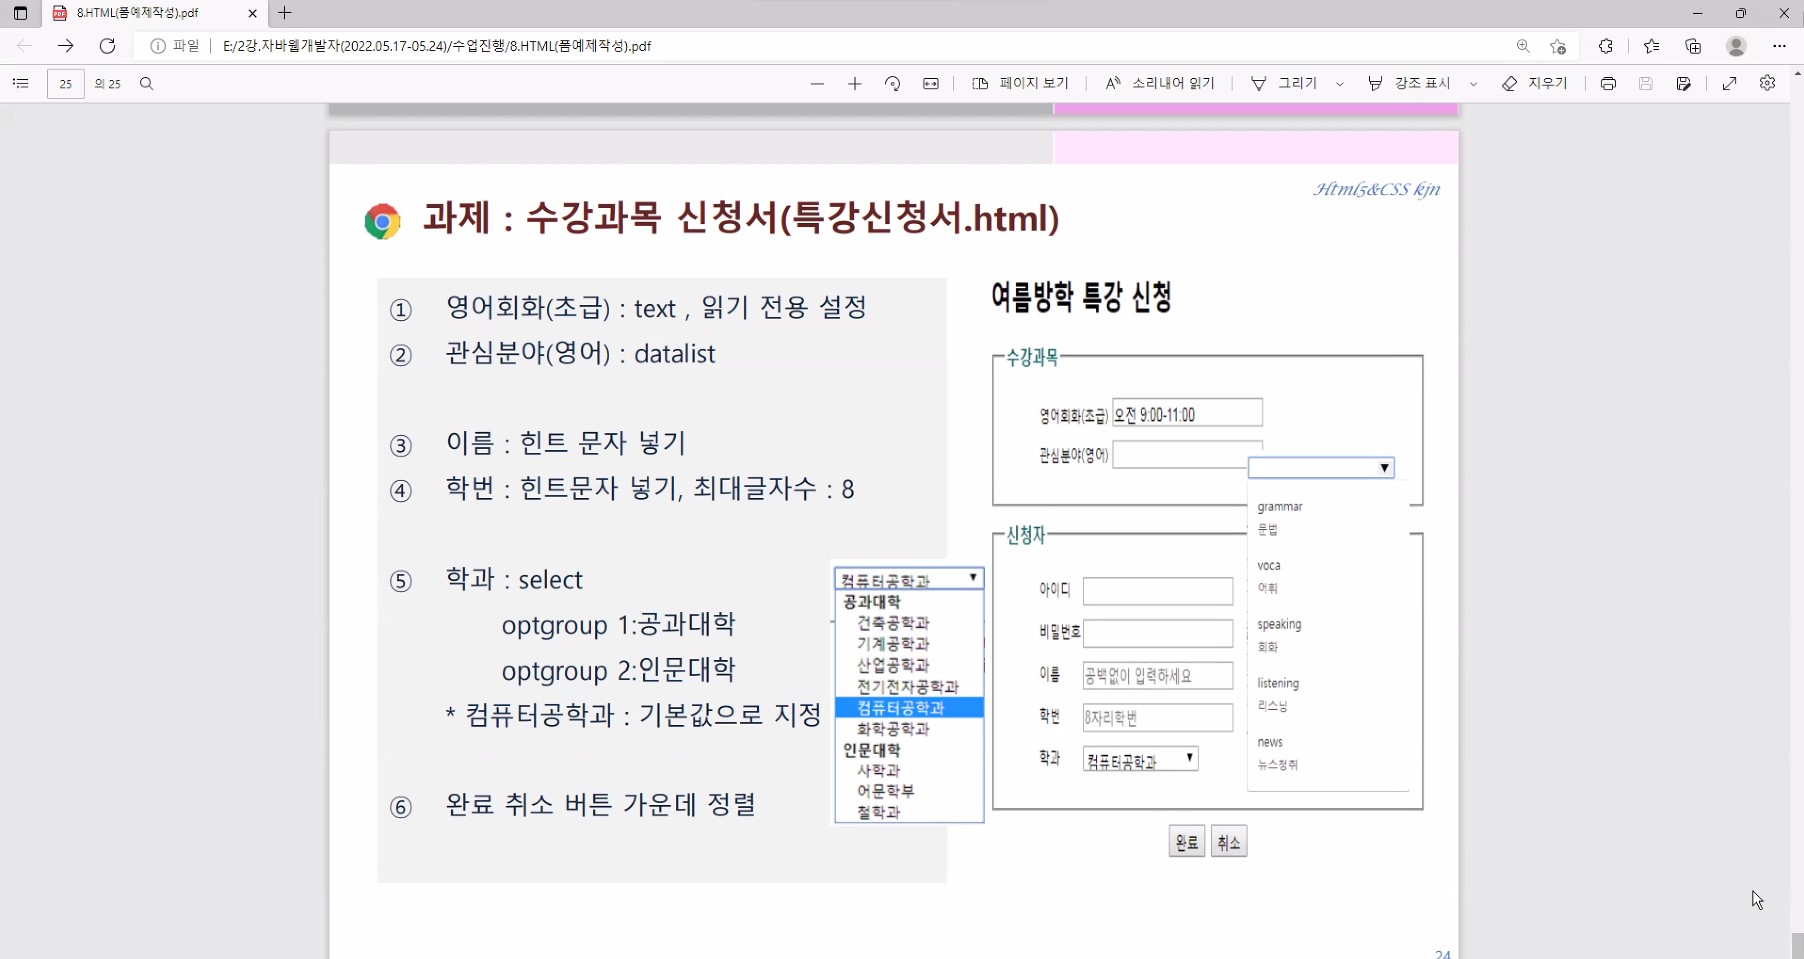 8.HTML(폼예제작성).pdf
파일
E:/2강.자바웹개발자(2022.05.17-05.24)/수업진행/8.HTML(폼예제작성).pdf
25 의 25
페이지 보기
소리내어 읽기
그리기
강조 표시
지우기
Html5&CSS kjn
과제 : 수강과목 신청서(특강신청서.html)
① 영어회화(초급) : text , 읽기 전용 설정
② 관심분야(영어) : datalist
③ 이름 : 힌트 문자 넣기
④ 학번 : 힌트문자 넣기, 최대글자수 : 8
⑤ 학과 : select
optgroup 1:공과대학
optgroup 2:인문대학
* 컴퓨터공학과 : 기본값으로 지정
⑥ 완료 취소 버튼 가운데 정렬
컴퓨터공학과
공과대학
건축공학과
기계공학과
산업공학과
전기전자공학과
컴퓨터공학과
화학공학과
인문대학
사학과
어문학부
철학과
여름방학 특강 신청
수강과목
영어회화(초급) 오전 9:00-11:00
관심분야(영어)
grammar
문법
voca
어휘
speaking
회화
listening
리스닝
news
뉴스청취
신청자
아이디
비밀번호
이름 공백없이 입력하세요
학번 8자리학번
학과 컴퓨터공학과
완료 취소
24